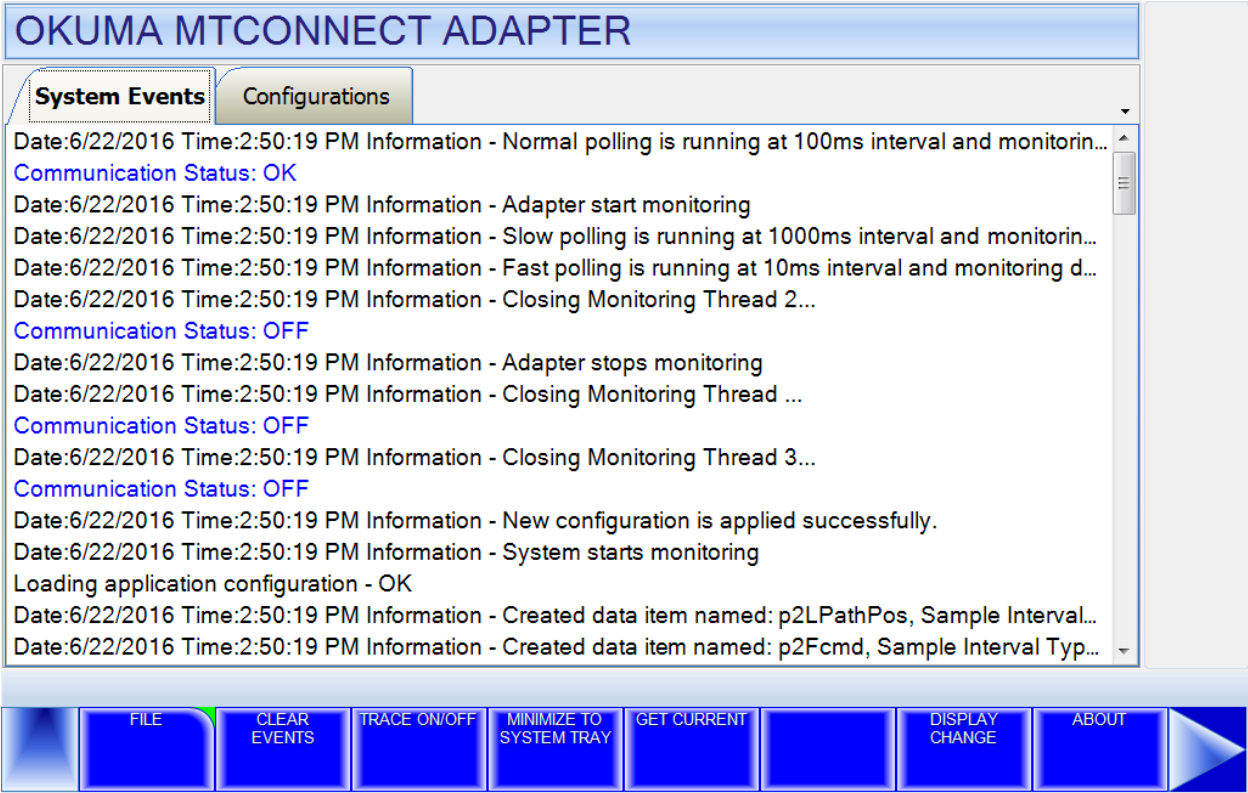 OKUMA MTCONNECT ADAPTER
System Events
Configurations
Date:6/22/2016 Time:2:50:19 PM Information - Normal polling is running at 100ms interval and monitorin...
Communication Status: OK
Date:6/22/2016 Time:2:50:19 PM Information - Adapter start monitoring
Date:6/22/2016 Time:2:50:19 PM Information - Slow polling is running at 1000ms interval and monitorin...
Date:6/22/2016 Time:2:50:19 PM Information - Fast polling is running at 10ms interval and monitoring d...
Date:6/22/2016 Time:2:50:19 PM Information - Closing Monitoring Thread 2...
Communication Status: OFF
Date:6/22/2016 Time:2:50:19 PM Information - Adapter stops monitoring
Date:6/22/2016 Time:2:50:19 PM Information - Closing Monitoring Thread ...
Communication Status: OFF
Date:6/22/2016 Time:2:50:19 PM Information - Closing Monitoring Thread 3...
Communication Status: OFF
Date:6/22/2016 Time:2:50:19 PM Information - New configuration is applied successfully.
Date:6/22/2016 Time:2:50:19 PM Information - System starts monitoring
Loading application configuration - OK
Date:6/22/2016 Time:2:50:19 PM Information - Created data item named: p2LPathPos, Sample Interval...
Date:6/22/2016 Time:2:50:19 PM Information - Created data item named: p2Fcmd, Sample Interval Typ...
FILE
CLEAR
EVENTS
TRACE ON/OFF
MINIMIZE TO
SYSTEM TRAY
GET CURRENT
DISPLAY
CHANGE
ABOUT